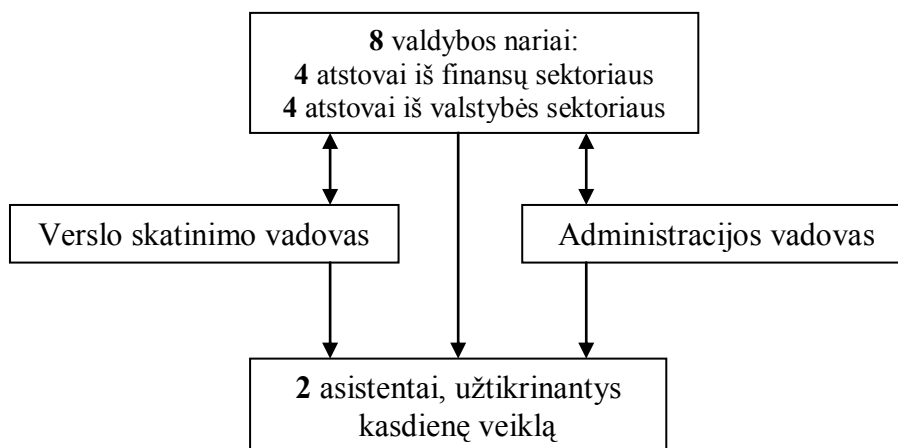 8 valdybos nariai:
4 atstovai iš finansų sektoriaus
4 atstovai iš valstybės sektoriaus
Verslo skatinimo vadovas
Administracijos vadovas
2 asistentai, užtikrinantys
kasdienę veiklą